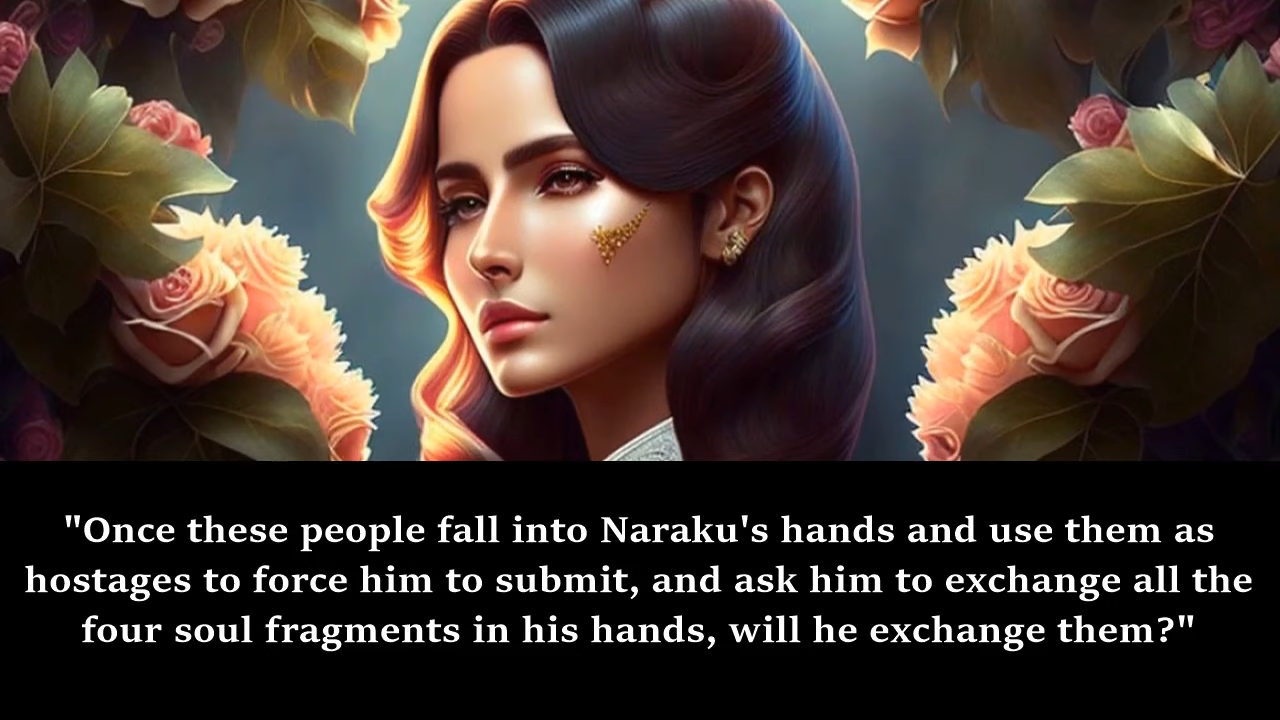 "Once these people fall into Naraku's hands and use them as
hostages to force him to submit, and ask him to exchange all the
four soul fragments in his hands, will he exchange them?"